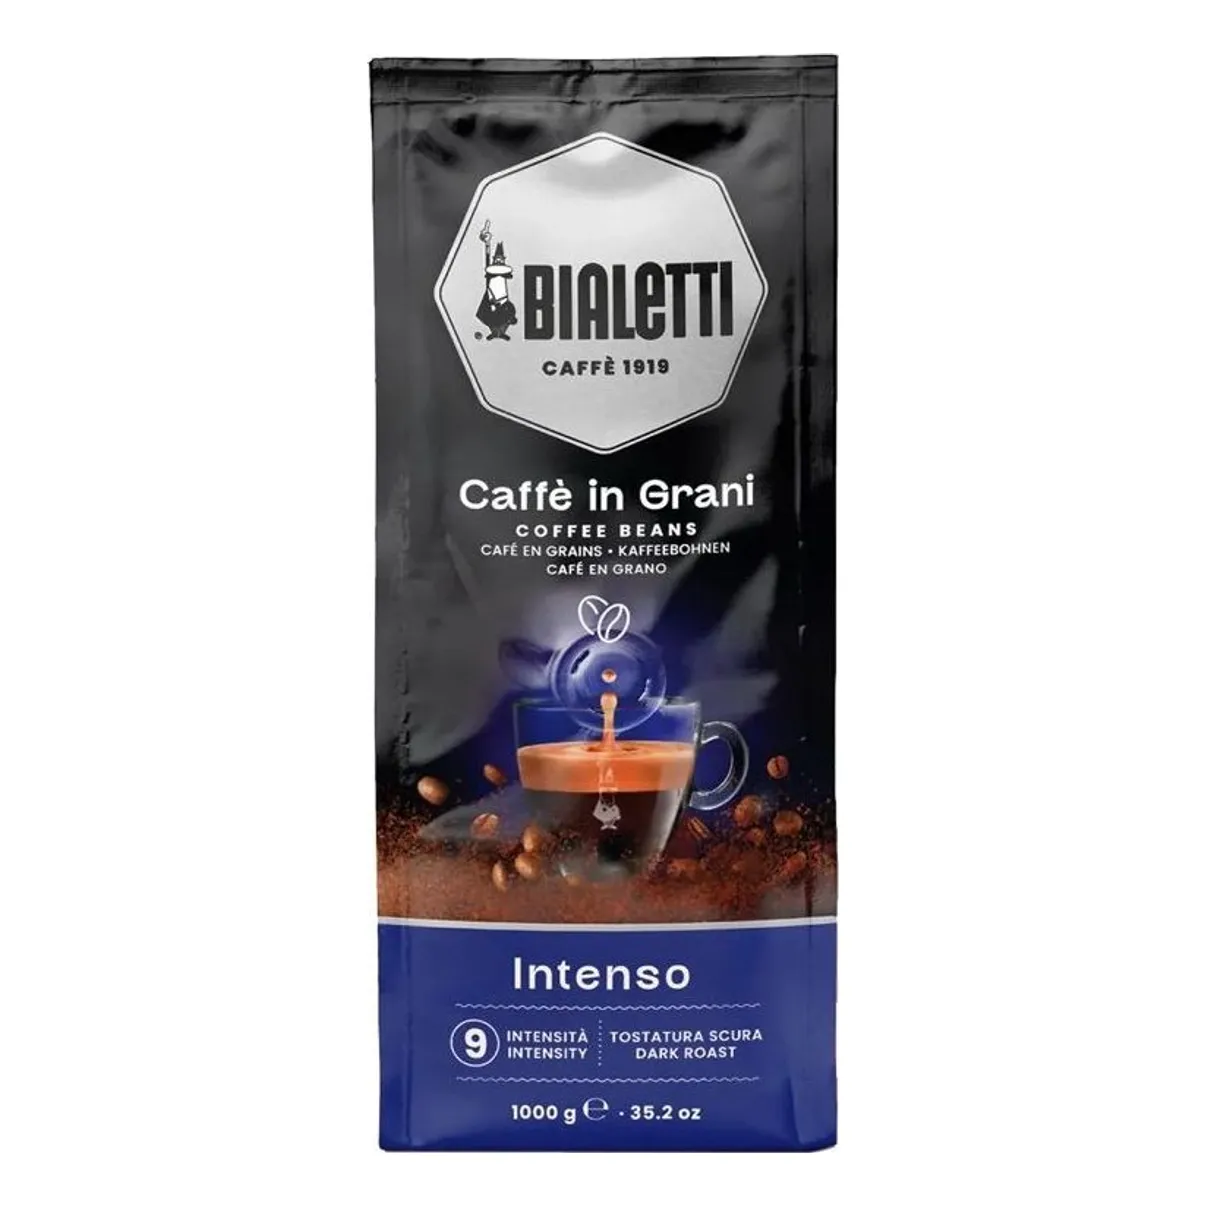 BIALETTI
CAFFÈ 1919
Caffè in Grani
COFFEE BEANS
CAFÉ EN GRAINS • KAFFEEBOHNEN
CAFÉ EN GRANO
Intenso
9 INTENSITÀ TOSTATURA SCURA
INTENSITY DARK ROAST
1000 g ℮ · 35.2 oz